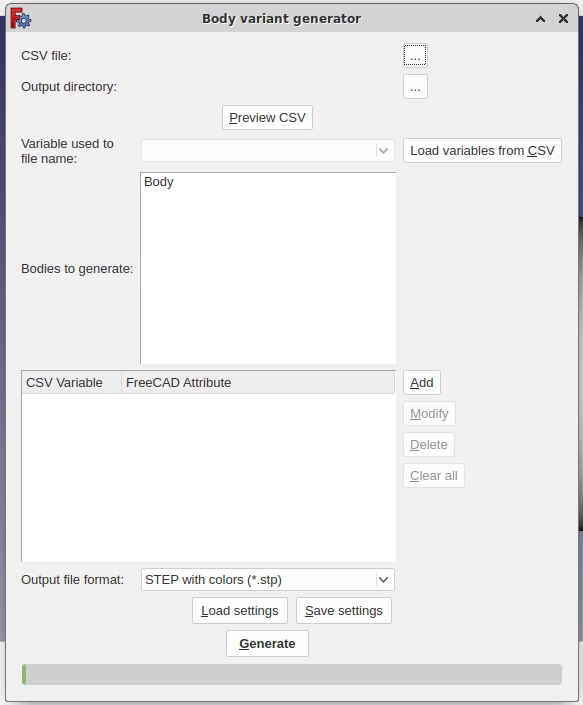 Body variant generator
CSV file:
...
Output directory:
...
Preview CSV
Variable used to
file name:
Load variables from CSV
Body
Bodies to generate:
CSV Variable
FreeCAD Attribute
Add
Modify
Delete
Clear all
Output file format:
STEP with colors (*.stp)
Load settings
Save settings
Generate